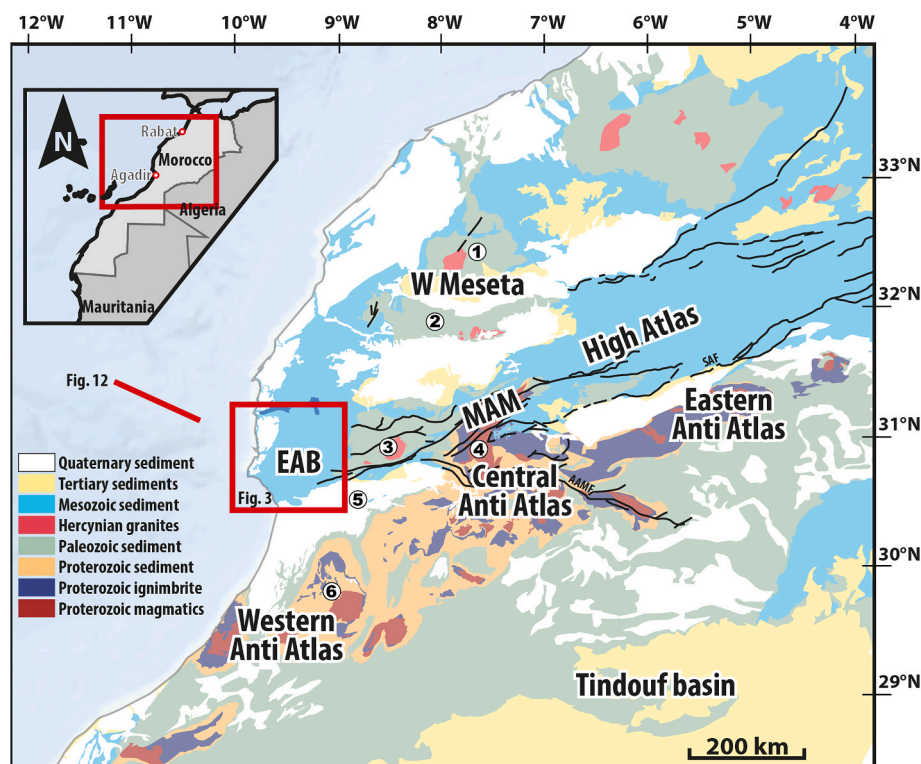 12°W 11°W 10°W 9°W 8°W 7°W 6°W 5°W 4°W
N
Rabat
Morocco
Agadir
Algeria
Mauritania
33°N
1
W Meseta
32°N
2
High Atlas
SAF
Fig. 12
MAM
Eastern
Anti Atlas
31°N
3
4
EAB
Fig. 3
Central
Anti Atlas
AAMF
5
Quaternary sediment
Tertiary sediments
Mesozoic sediment
Hercynian granites
Paleozoic sediment
Proterozoic sediment
Proterozoic ignimbrite
Proterozoic magmatics
30°N
6
Western
Anti Atlas
29°N
Tindouf basin
200 km